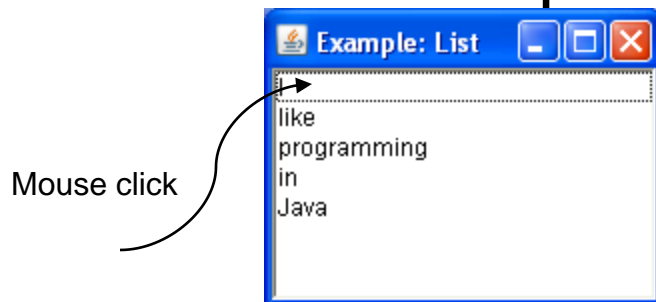 Example: List
I
like
programming
in
Java
Mouse click